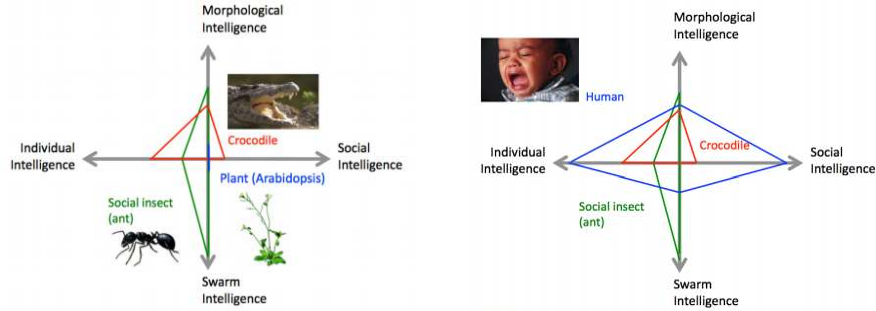 Morphological
Intelligence
Crocodile
Individual
Intelligence
Social
Intelligence
Plant (Arabidopsis)
Social insect
(ant)
Swarm
Intelligence
Morphological
Intelligence
Human
Crocodile
Individual
Intelligence
Social
Intelligence
Social insect
(ant)
Swarm
Intelligence